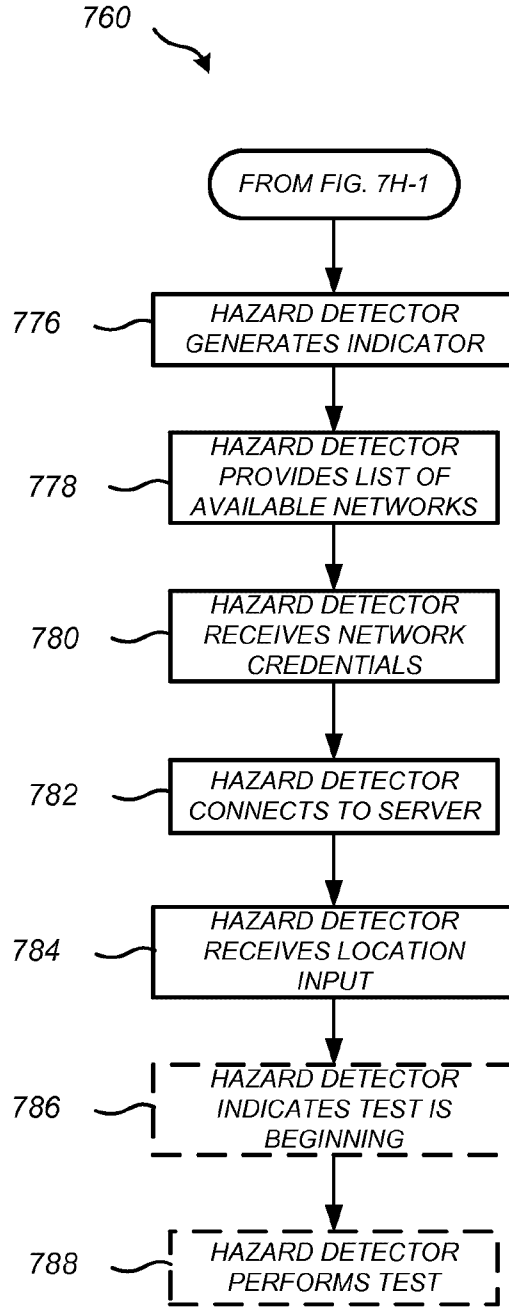 760
FROM FIG. 7H-1
776
HAZARD DETECTOR
GENERATES INDICATOR
778
HAZARD DETECTOR
PROVIDES LIST OF
AVAILABLE NETWORKS
780
HAZARD DETECTOR
RECEIVES NETWORK
CREDENTIALS
782
HAZARD DETECTOR
CONNECTS TO SERVER
784
HAZARD DETECTOR
RECEIVES LOCATION
INPUT
786
HAZARD DETECTOR
INDICATES TEST IS
BEGINNING
788
HAZARD DETECTOR
PERFORMS TEST